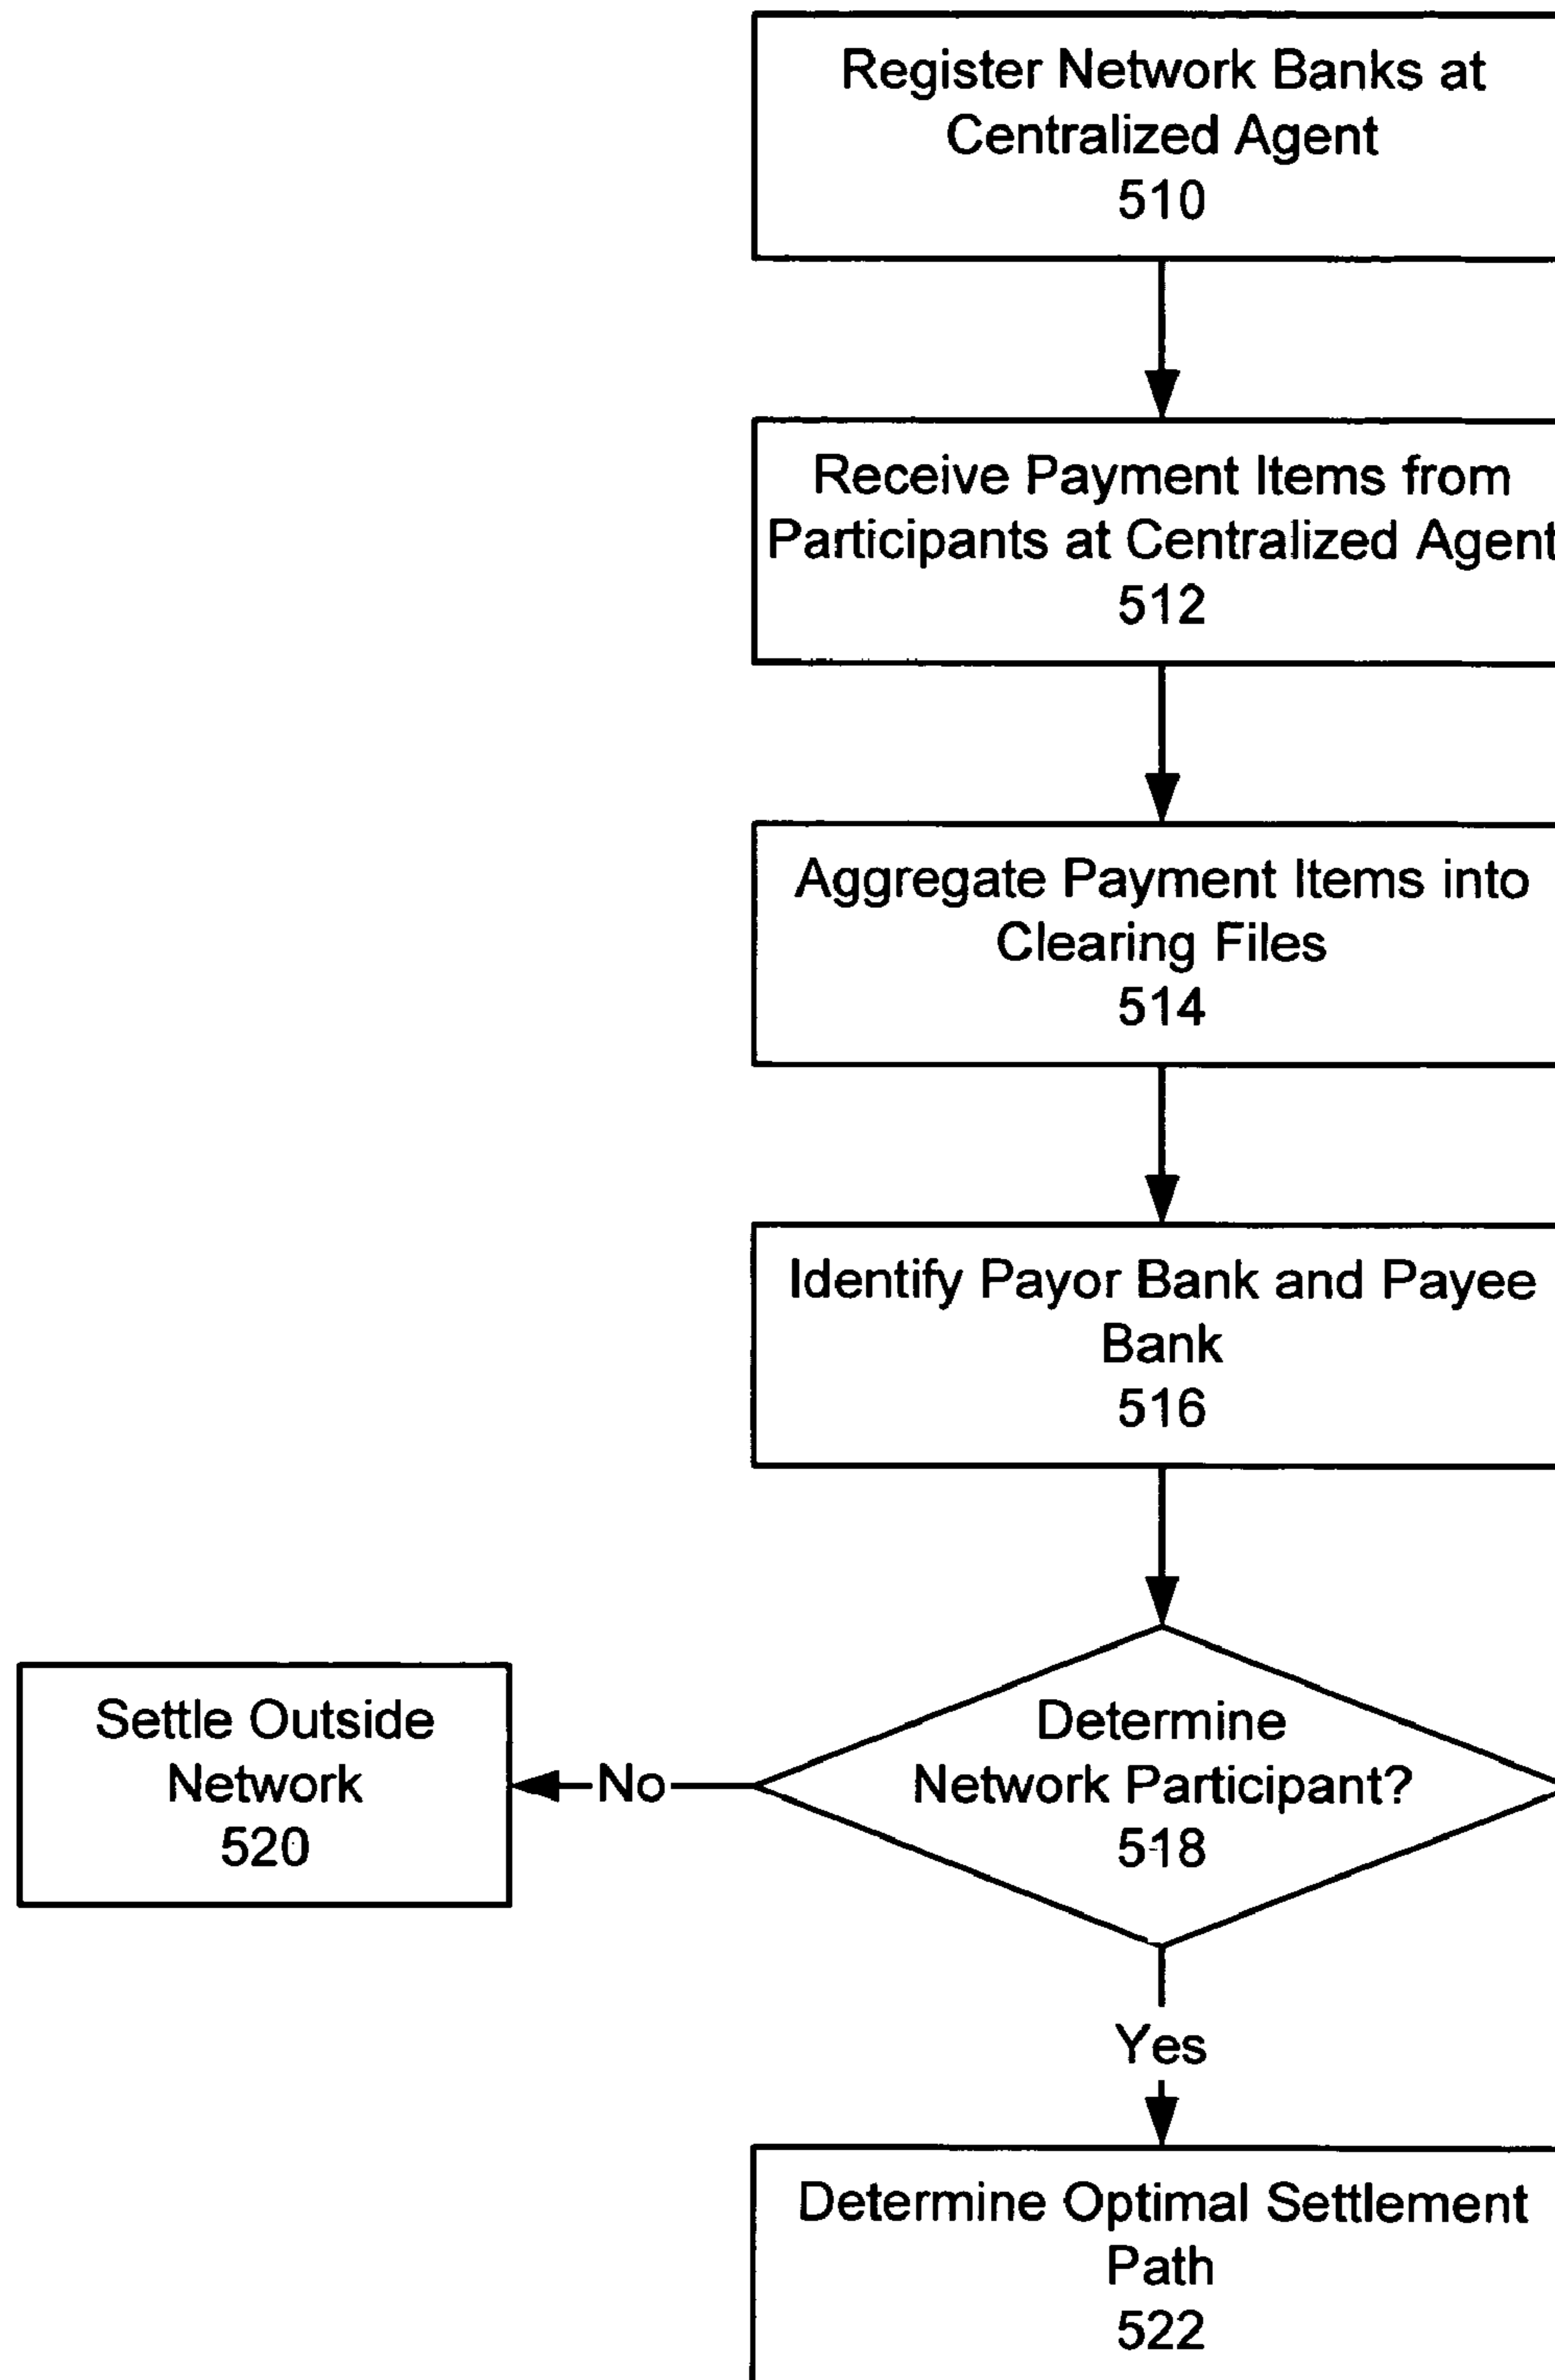 Register Network Banks at
Centralized Agent
510
Receive Payment Items from
Participants at Centralized Agent
512
Aggregate Payment Items into
Clearing Files
514
Identify Payor Bank and Payee
Bank
516
Determine
Network Participant?
518
No
Settle Outside
Network
520
Yes
Determine Optimal Settlement
Path
522